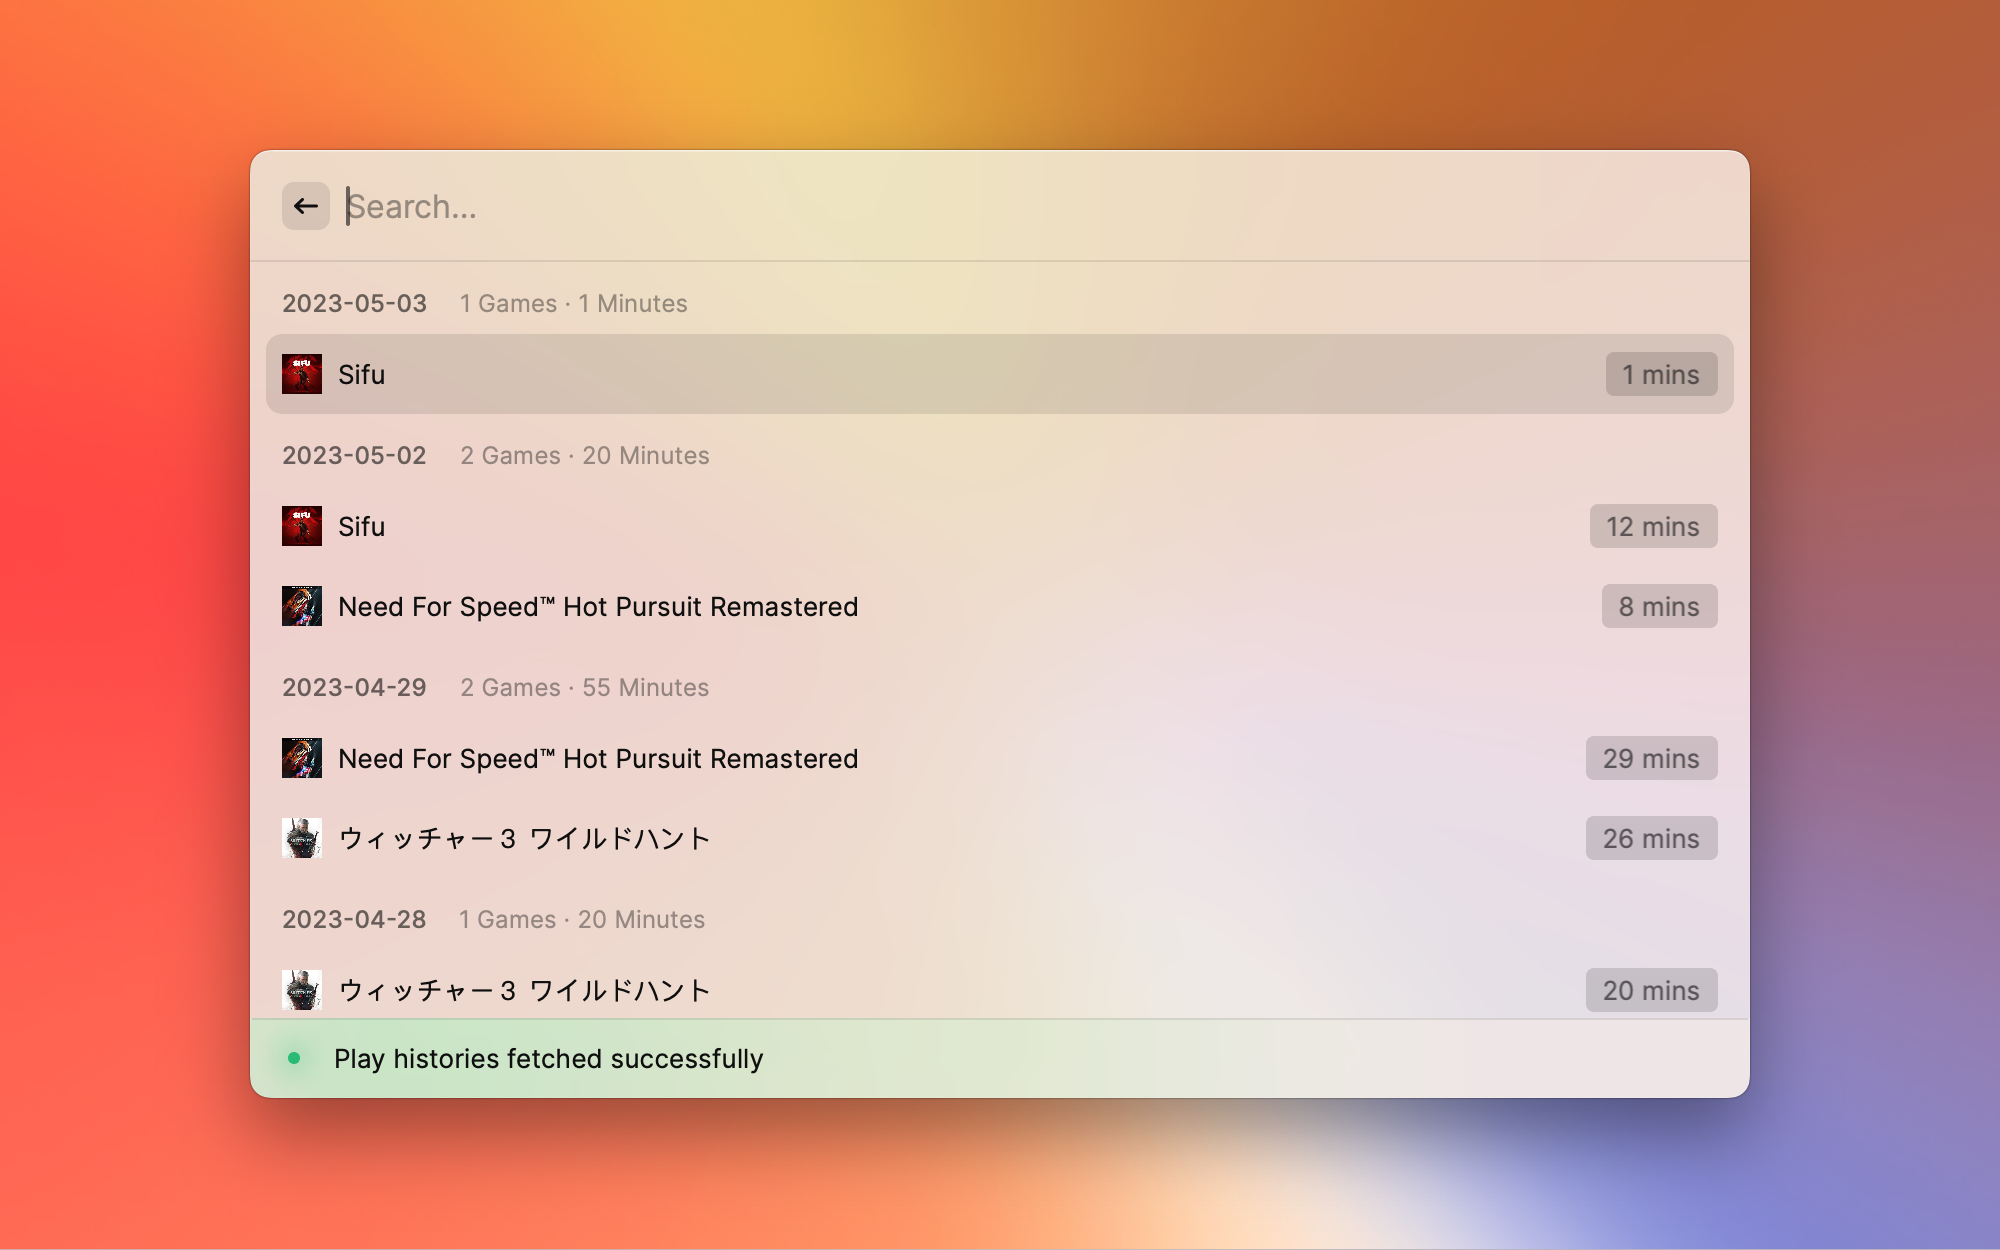 Search...
2023-05-03 1 Games · 1 Minutes
Sifu 1 mins
2023-05-02 2 Games · 20 Minutes
Sifu 12 mins
Need For Speed™ Hot Pursuit Remastered 8 mins
2023-04-29 2 Games · 55 Minutes
Need For Speed™ Hot Pursuit Remastered 29 mins
ウィッチャー3 ワイルドハント 26 mins
2023-04-28 1 Games · 20 Minutes
ウィッチャー3 ワイルドハント 20 mins
Play histories fetched successfully